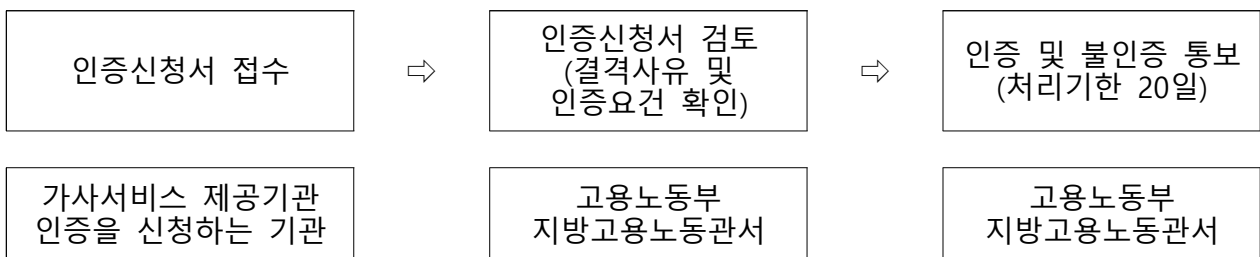 인증신청서 접수
⇨
인증신청서 검토
(결격사유 및
인증요건 확인)
⇨
인증 및 불인증 통보
(처리기한 20일)
가사서비스 제공기관
인증을 신청하는 기관
고용노동부
지방고용노동관서
고용노동부
지방고용노동관서